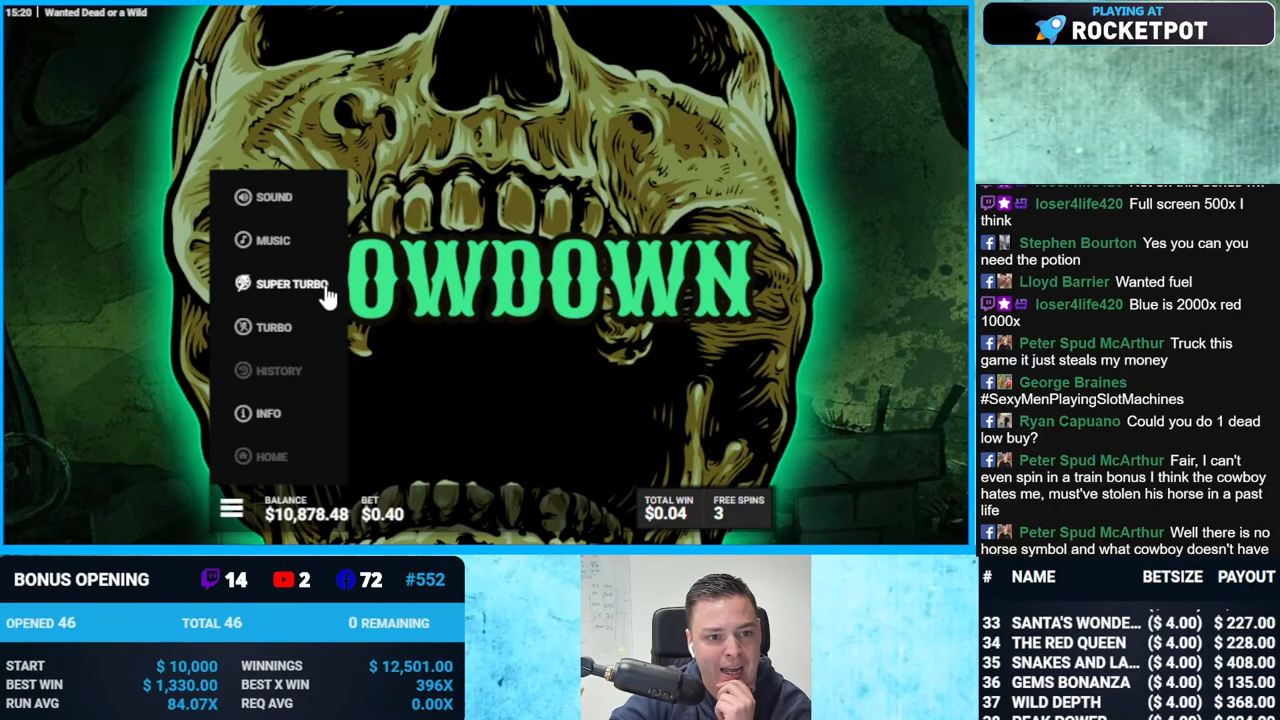 15:20 | Wanted Dead or a Wild
PLAYING AT
ROCKETPOT
SOUND
MUSIC
SUPER TURBO
TURBO
HISTORY
INFO
HOME
OWDOWN
BALANCE
$10,878.48
BET
$0.40
TOTAL WIN
$0.04
FREE SPINS
3
loser4life420 Full screen 500x I
think
Stephen Bourton Yes you can you
need the potion
Lloyd Barrier Wanted fuel
loser4life420 Blue is 2000x red
1000x
Peter Spud McArthur Truck this
game it just steals my money
George Braines
#SexyMenPlayingSlotMachines
Ryan Capuano Could you do 1 dead
low buy?
Peter Spud McArthur Fair, I can't
even spin in a train bonus I think the cowboy
hates me, must've stolen his horse in a past
life
Peter Spud McArthur Well there is no
horse symbol and what cowboy doesn't have
BONUS OPENING 14 2 72 #552
OPENED 46 TOTAL 46 0 REMAINING
START $ 10,000 WINNINGS $ 12,501.00
BEST WIN $ 1,330.00 BEST X WIN 396X
RUN AVG 84.07X REQ AVG 0.00X
# NAME BETSIZE PAYOUT
33 SANTA'S WONDE... ($ 4.00) $ 227.00
34 THE RED QUEEN ($ 4.00) $ 228.00
35 SNAKES AND LA... ($ 4.00) $ 408.00
36 GEMS BONANZA ($ 4.00) $ 135.00
37 WILD DEPTH ($ 4.00) $ 368.00